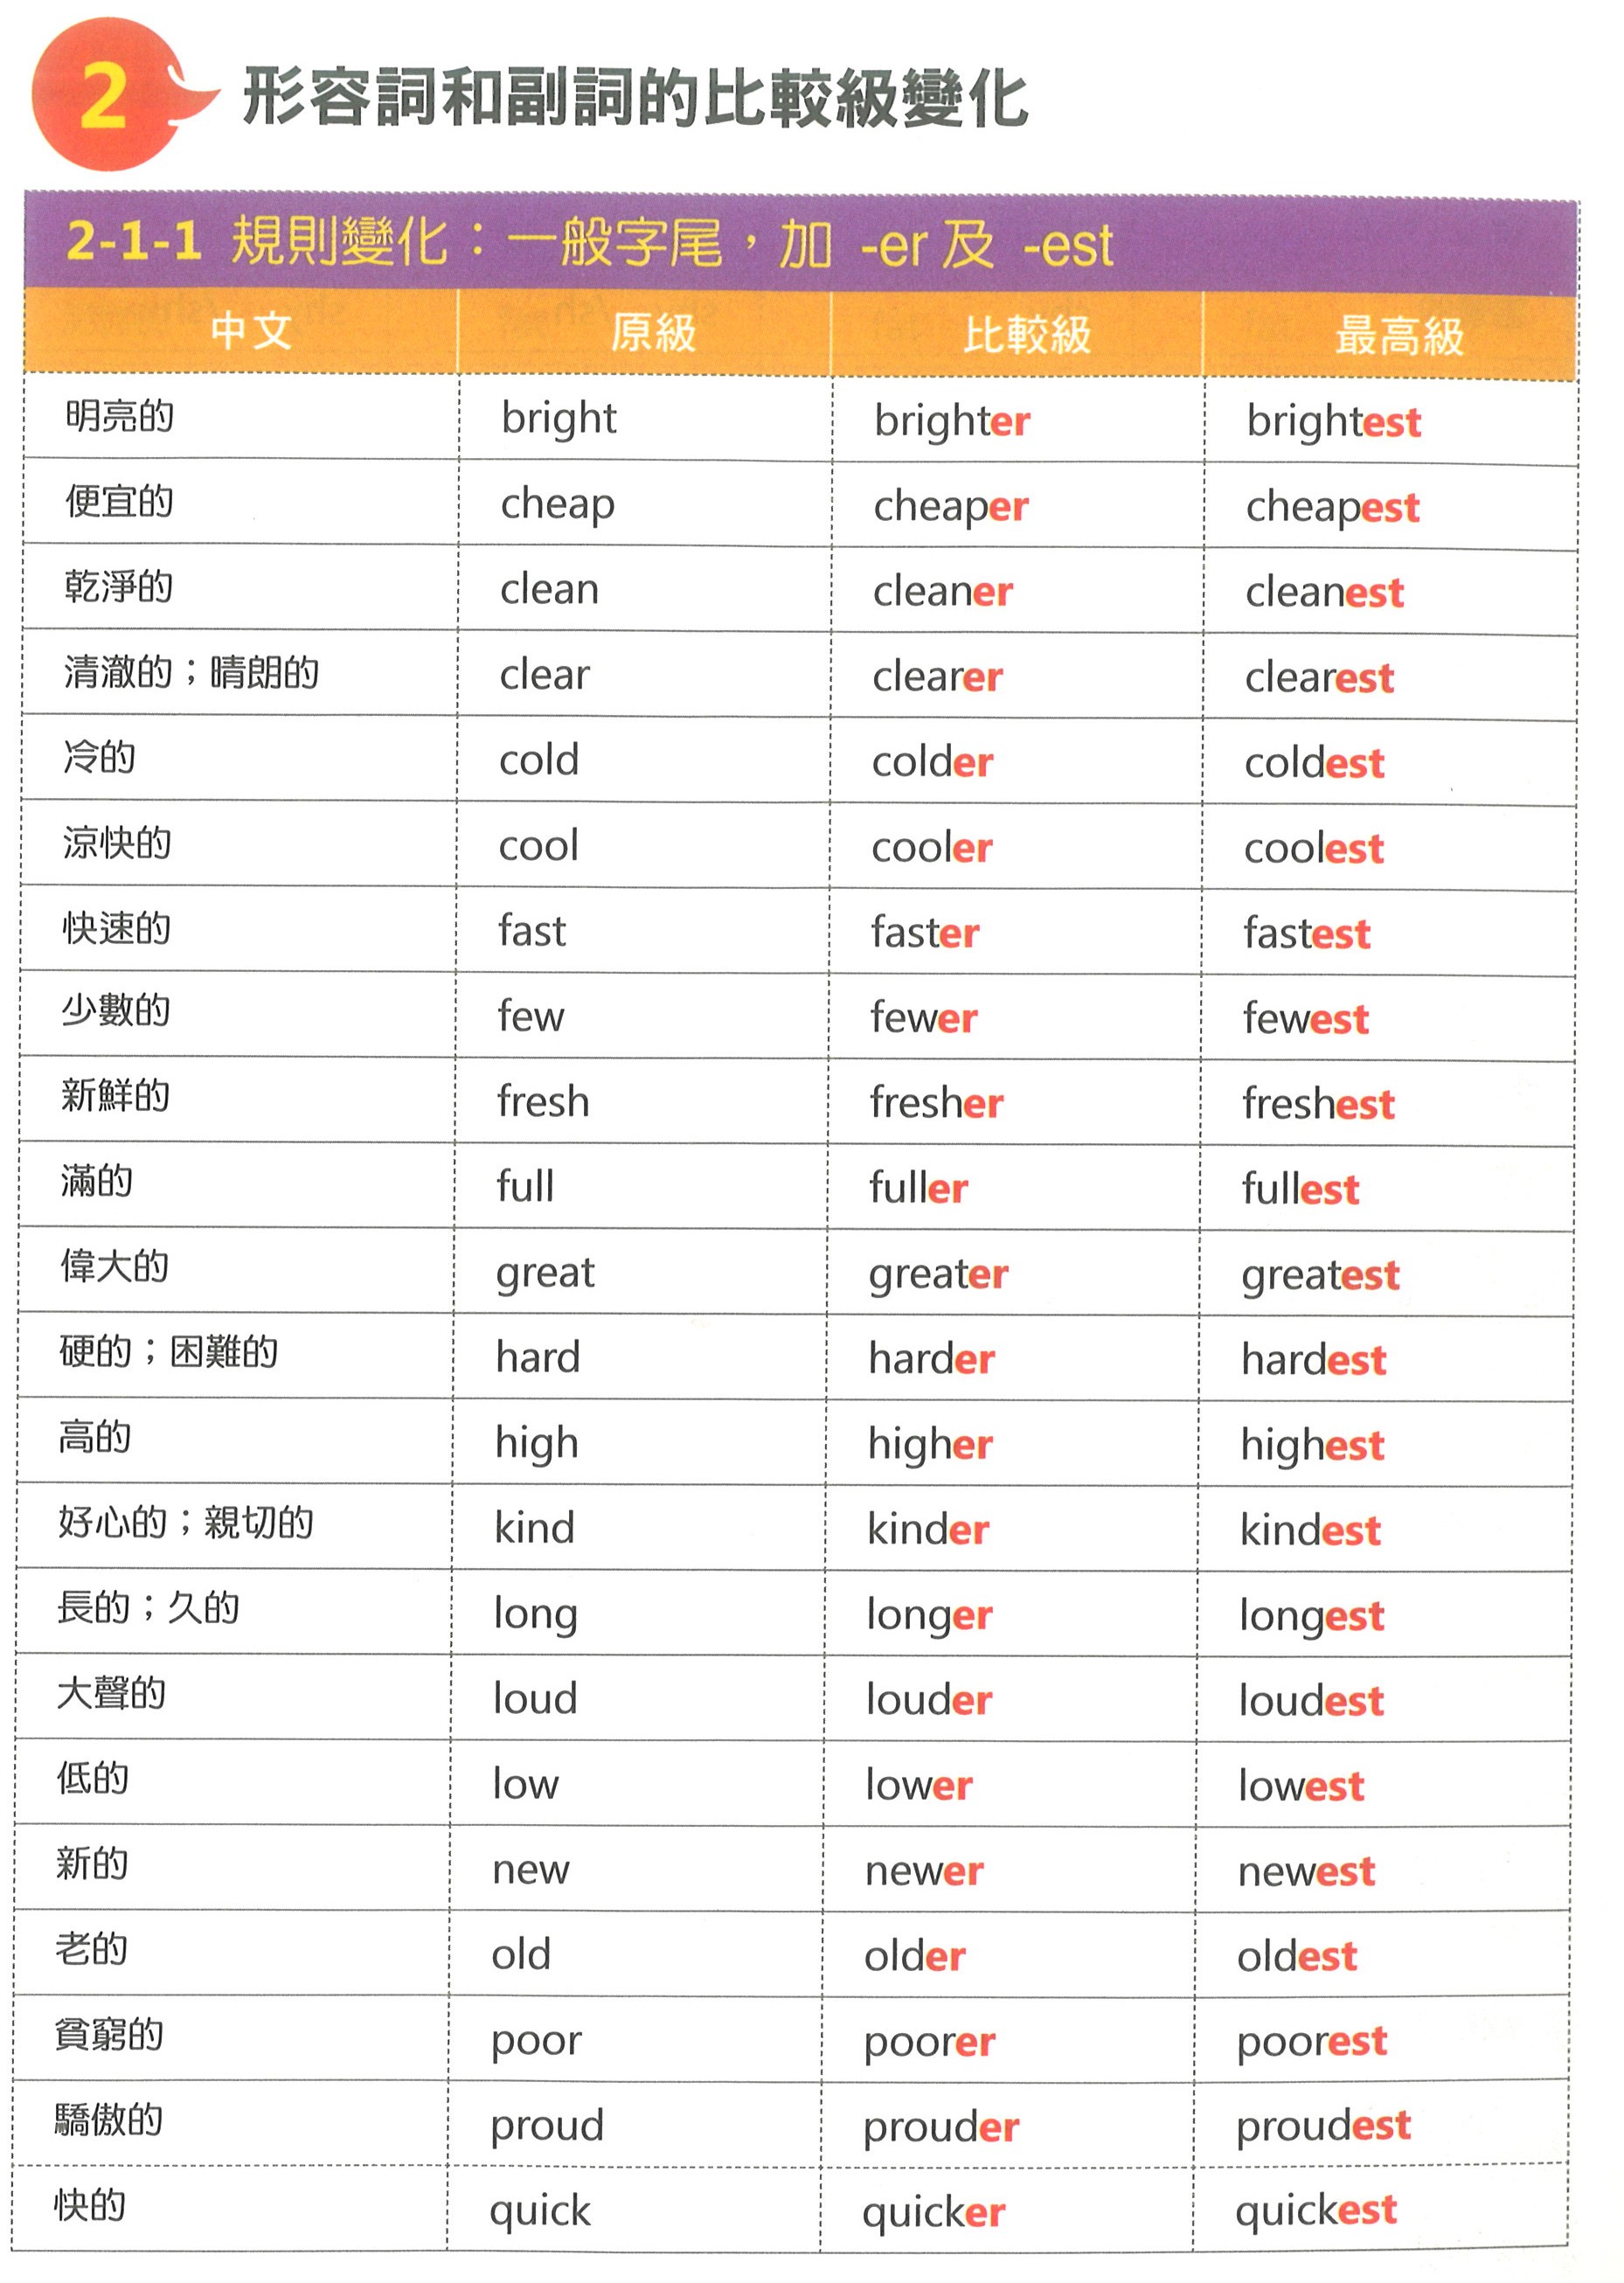 2 形容詞和副詞的比較級變化
2-1-1 規則變化：一般字尾，加 -er 及 -est
中文 原級 比較級 最高級
明亮的 bright brighter brightest
便宜的 cheap cheaper cheapest
乾淨的 clean cleaner cleanest
清澈的；晴朗的 clear clearer clearest
冷的 cold colder coldest
涼快的 cool cooler coolest
快速的 fast faster fastest
少數的 few fewer fewest
新鮮的 fresh fresher freshest
滿的 full fuller fullest
偉大的 great greater greatest
硬的；困難的 hard harder hardest
高的 high higher highest
好心的；親切的 kind kinder kindest
長的；久的 long longer longest
大聲的 loud louder loudest
低的 low lower lowest
新的 new newer newest
老的 old older oldest
貧窮的 poor poorer poorest
驕傲的 proud prouder proudest
快的 quick quicker quickest